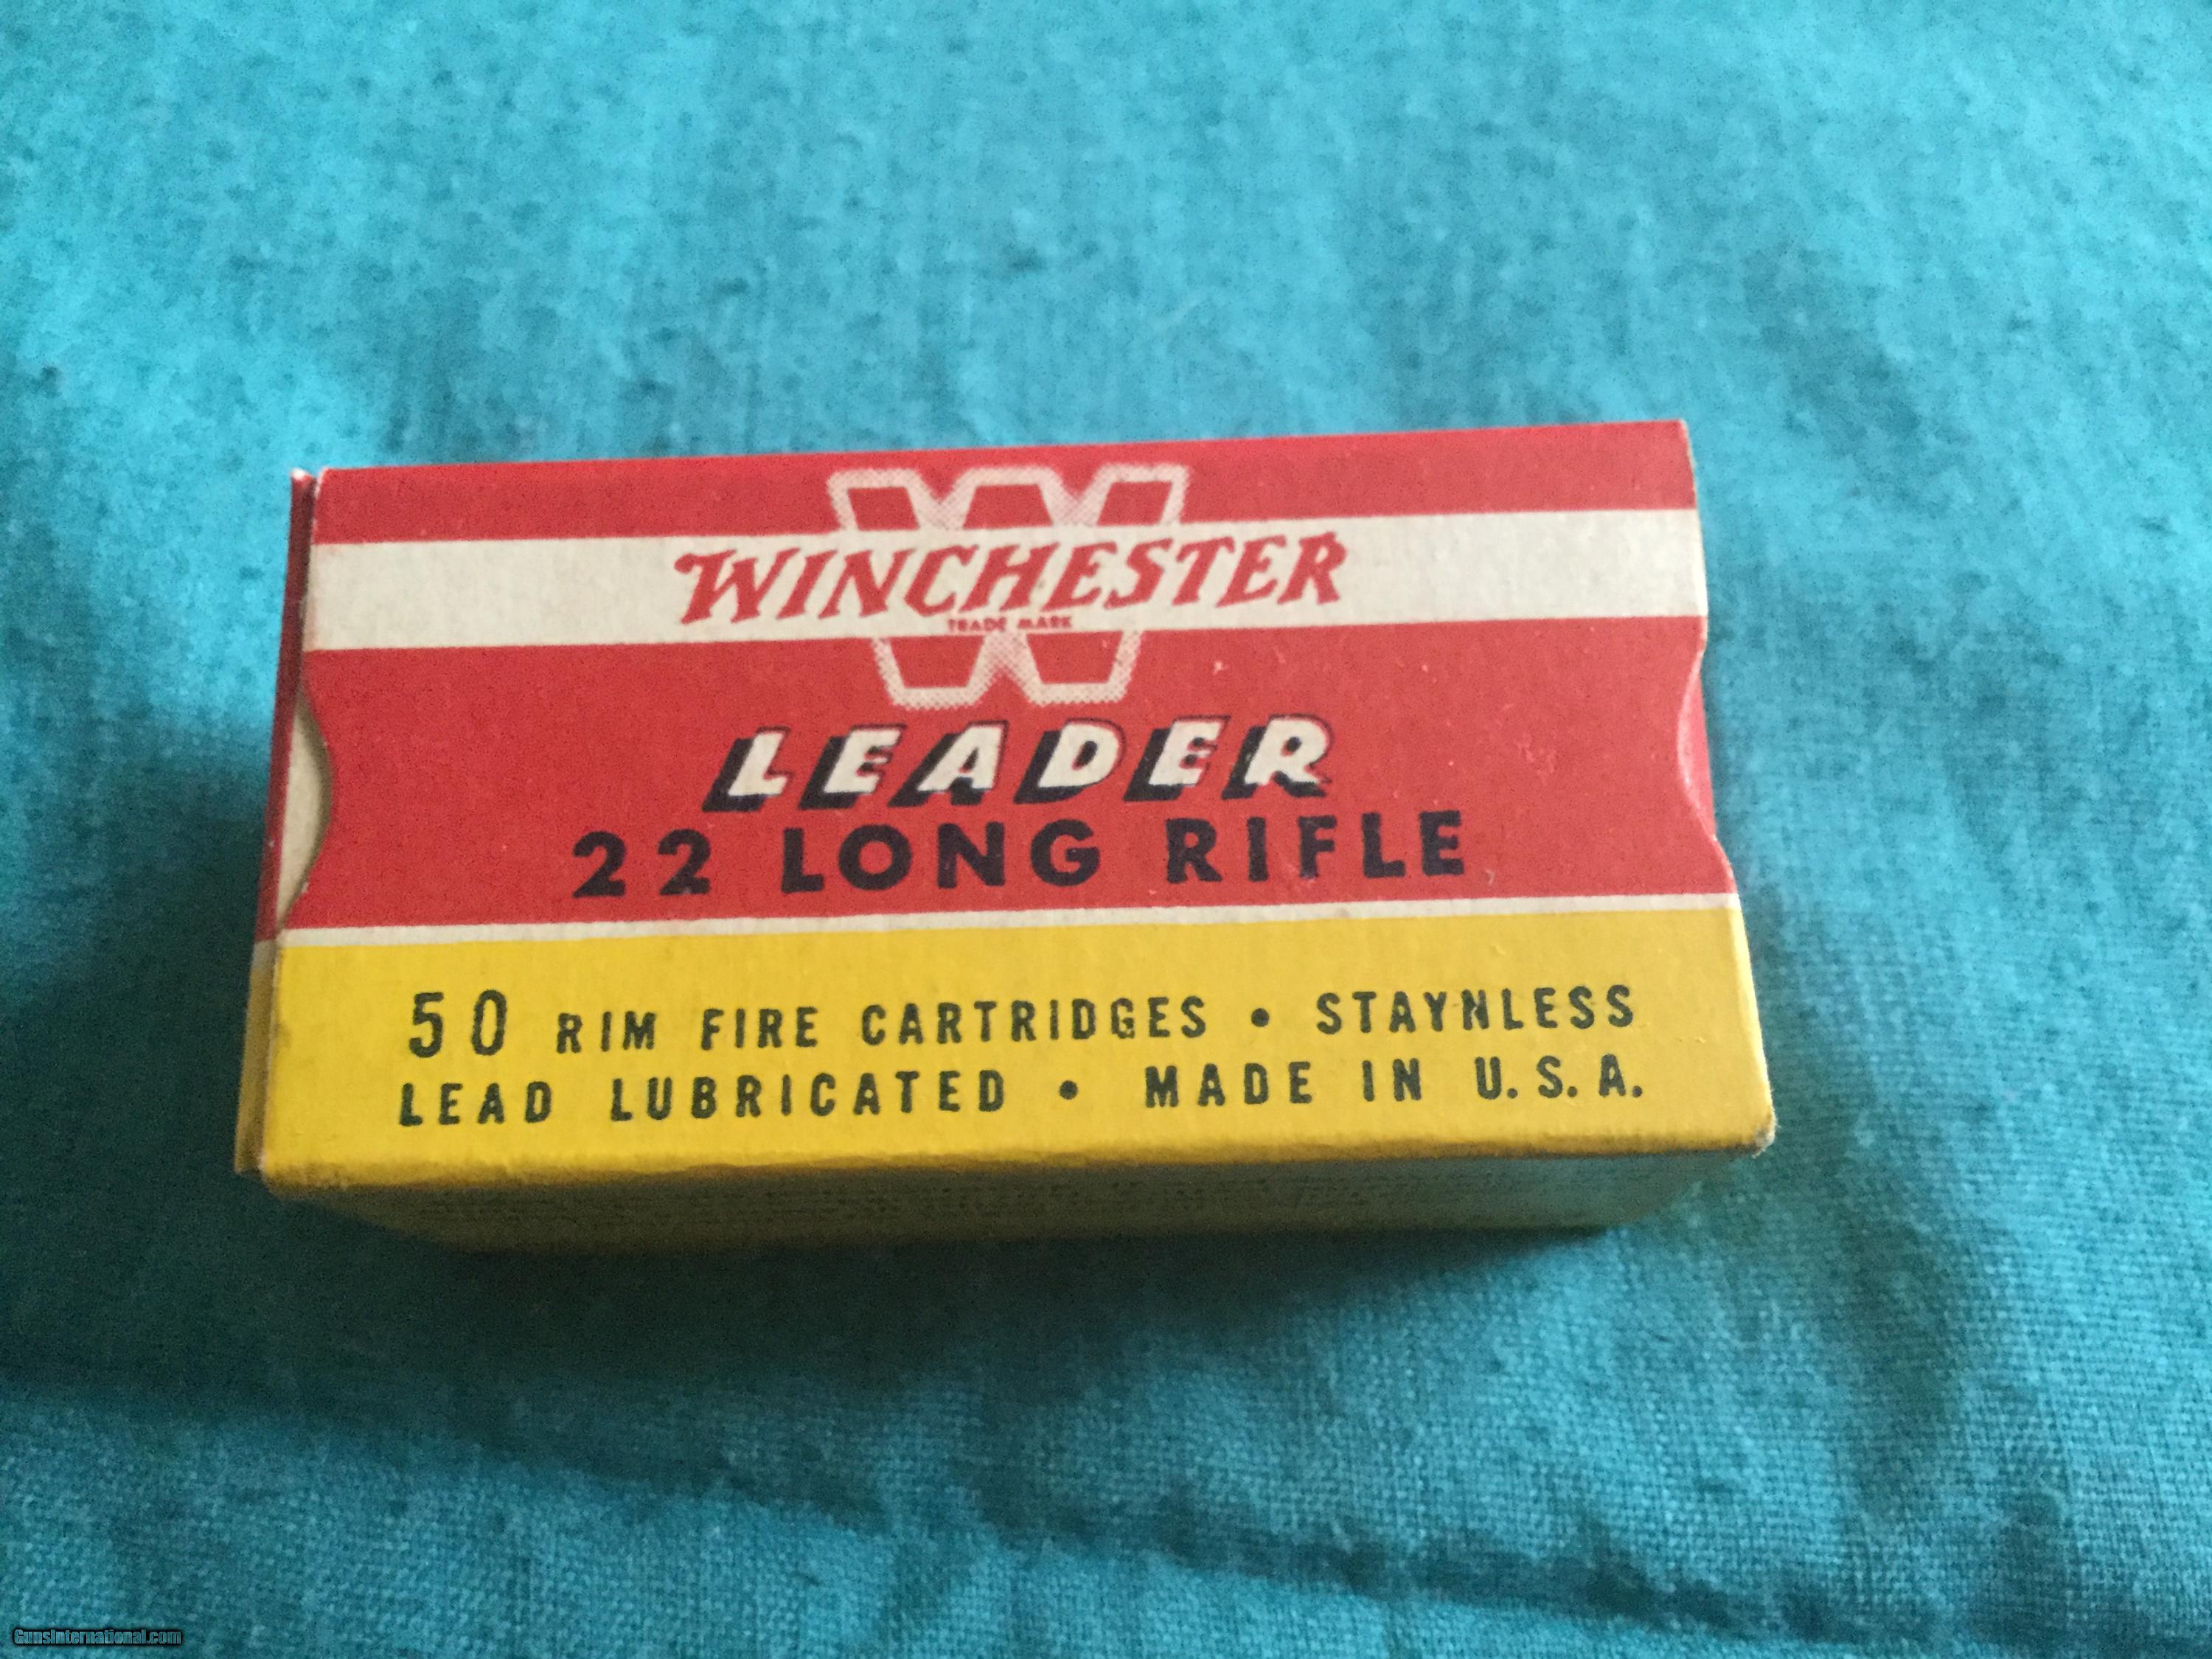 W
WINCHESTER
TRADE MARK
LEADER
22 LONG RIFLE
50 RIM FIRE CARTRIDGES • STAYNLESS
LEAD LUBRICATED • MADE IN U.S.A.
GunsInternational.com